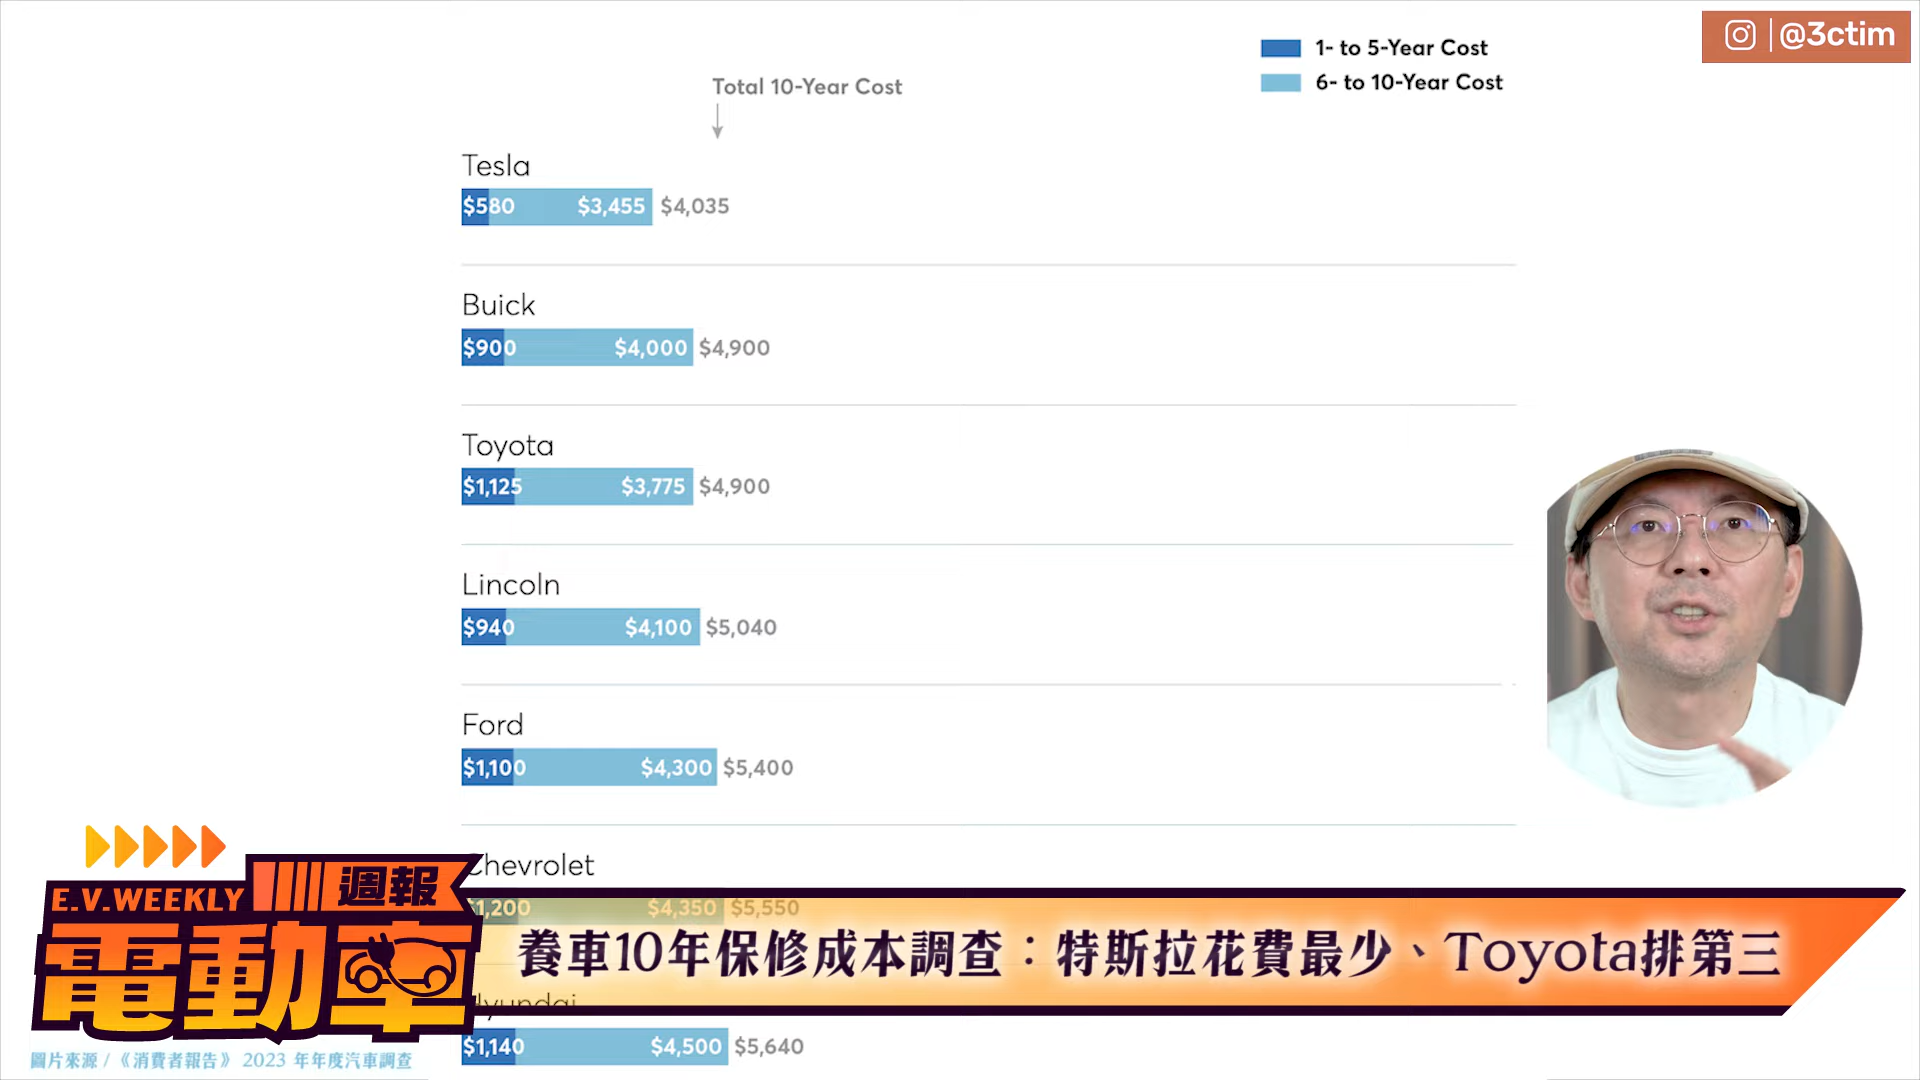 @3ctim
1- to 5-Year Cost
6- to 10-Year Cost
Total 10-Year Cost
Tesla
$580 $3,455 $4,035
Buick
$900 $4,000 $4,900
Toyota
$1,125 $3,775 $4,900
Lincoln
$940 $4,100 $5,040
Ford
$1,100 $4,300 $5,400
Chevrolet
$1,200 $4,350 $5,550
Hyundai
$1,140 $4,500 $5,640
E.V.WEEKLY 週報
電動車
養車10年保修成本調查：特斯拉花費最少、Toyota排第三
圖片來源 /《消費者報告》 2023 年年度汽車調查